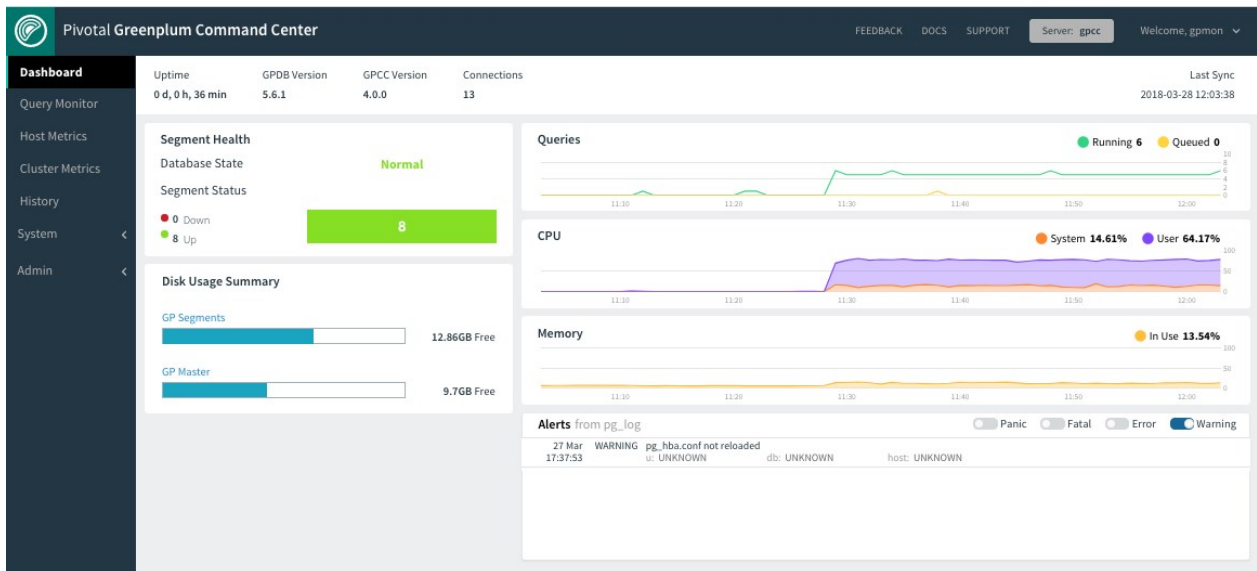 Pivotal Greenplum Command Center
FEEDBACK DOCS SUPPORT Server: gpcc Welcome, gpmon
Dashboard
Query Monitor
Host Metrics
Cluster Metrics
History
System
Admin
Uptime GPDB Version GPCC Version Connections Last Sync
0 d, 0 h, 36 min 5.6.1 4.0.0 13 2018-03-28 12:03:38
Segment Health
Database State Normal
Segment Status
0 Down
8 Up
8
Disk Usage Summary
GP Segments
12.86GB Free
GP Master
9.7GB Free
Queries Running 6 Queued 0
10
8
6
4
2
0
11:10 11:20 11:30 11:40 11:50 12:00
CPU System 14.61% User 64.17%
100
50
0
11:10 11:20 11:30 11:40 11:50 12:00
Memory In Use 13.54%
100
50
0
11:10 11:20 11:30 11:40 11:50 12:00
Alerts from pg_log Panic Fatal Error Warning
27 Mar WARNING pg_hba.conf not reloaded
17:37:53 u: UNKNOWN db: UNKNOWN host: UNKNOWN